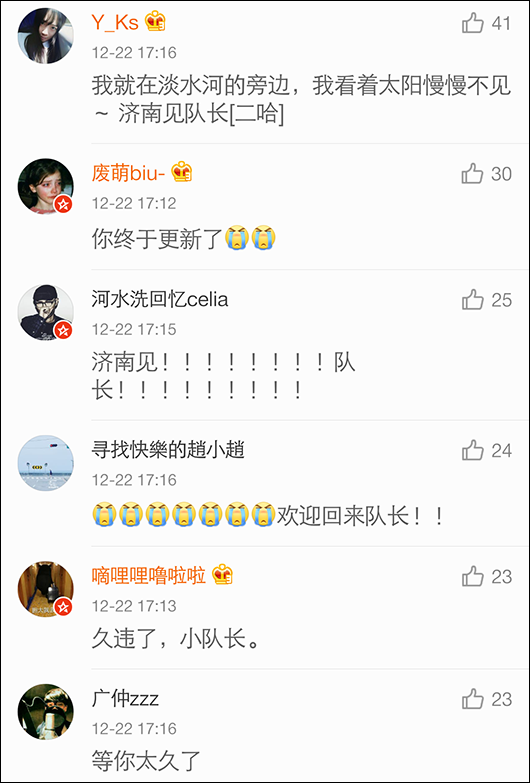 Y_Ks
41
12-22 17:16
我就在淡水河的旁边，我看着太阳慢慢不见
～ 济南见队长[二哈]
废萌biu-
30
12-22 17:12
你终于更新了😭😭
河水洗回忆celia
25
12-22 17:15
济南见！！！！！！！！队
长！！！！！！！！！
寻找快樂的趙小趙
24
12-22 17:16
😭😭😭😭😭😭😭欢迎回来队长！！
嘀哩哩噜啦啦
23
12-22 17:13
久违了，小队长。
广仲zzz
23
12-22 17:16
等你太久了